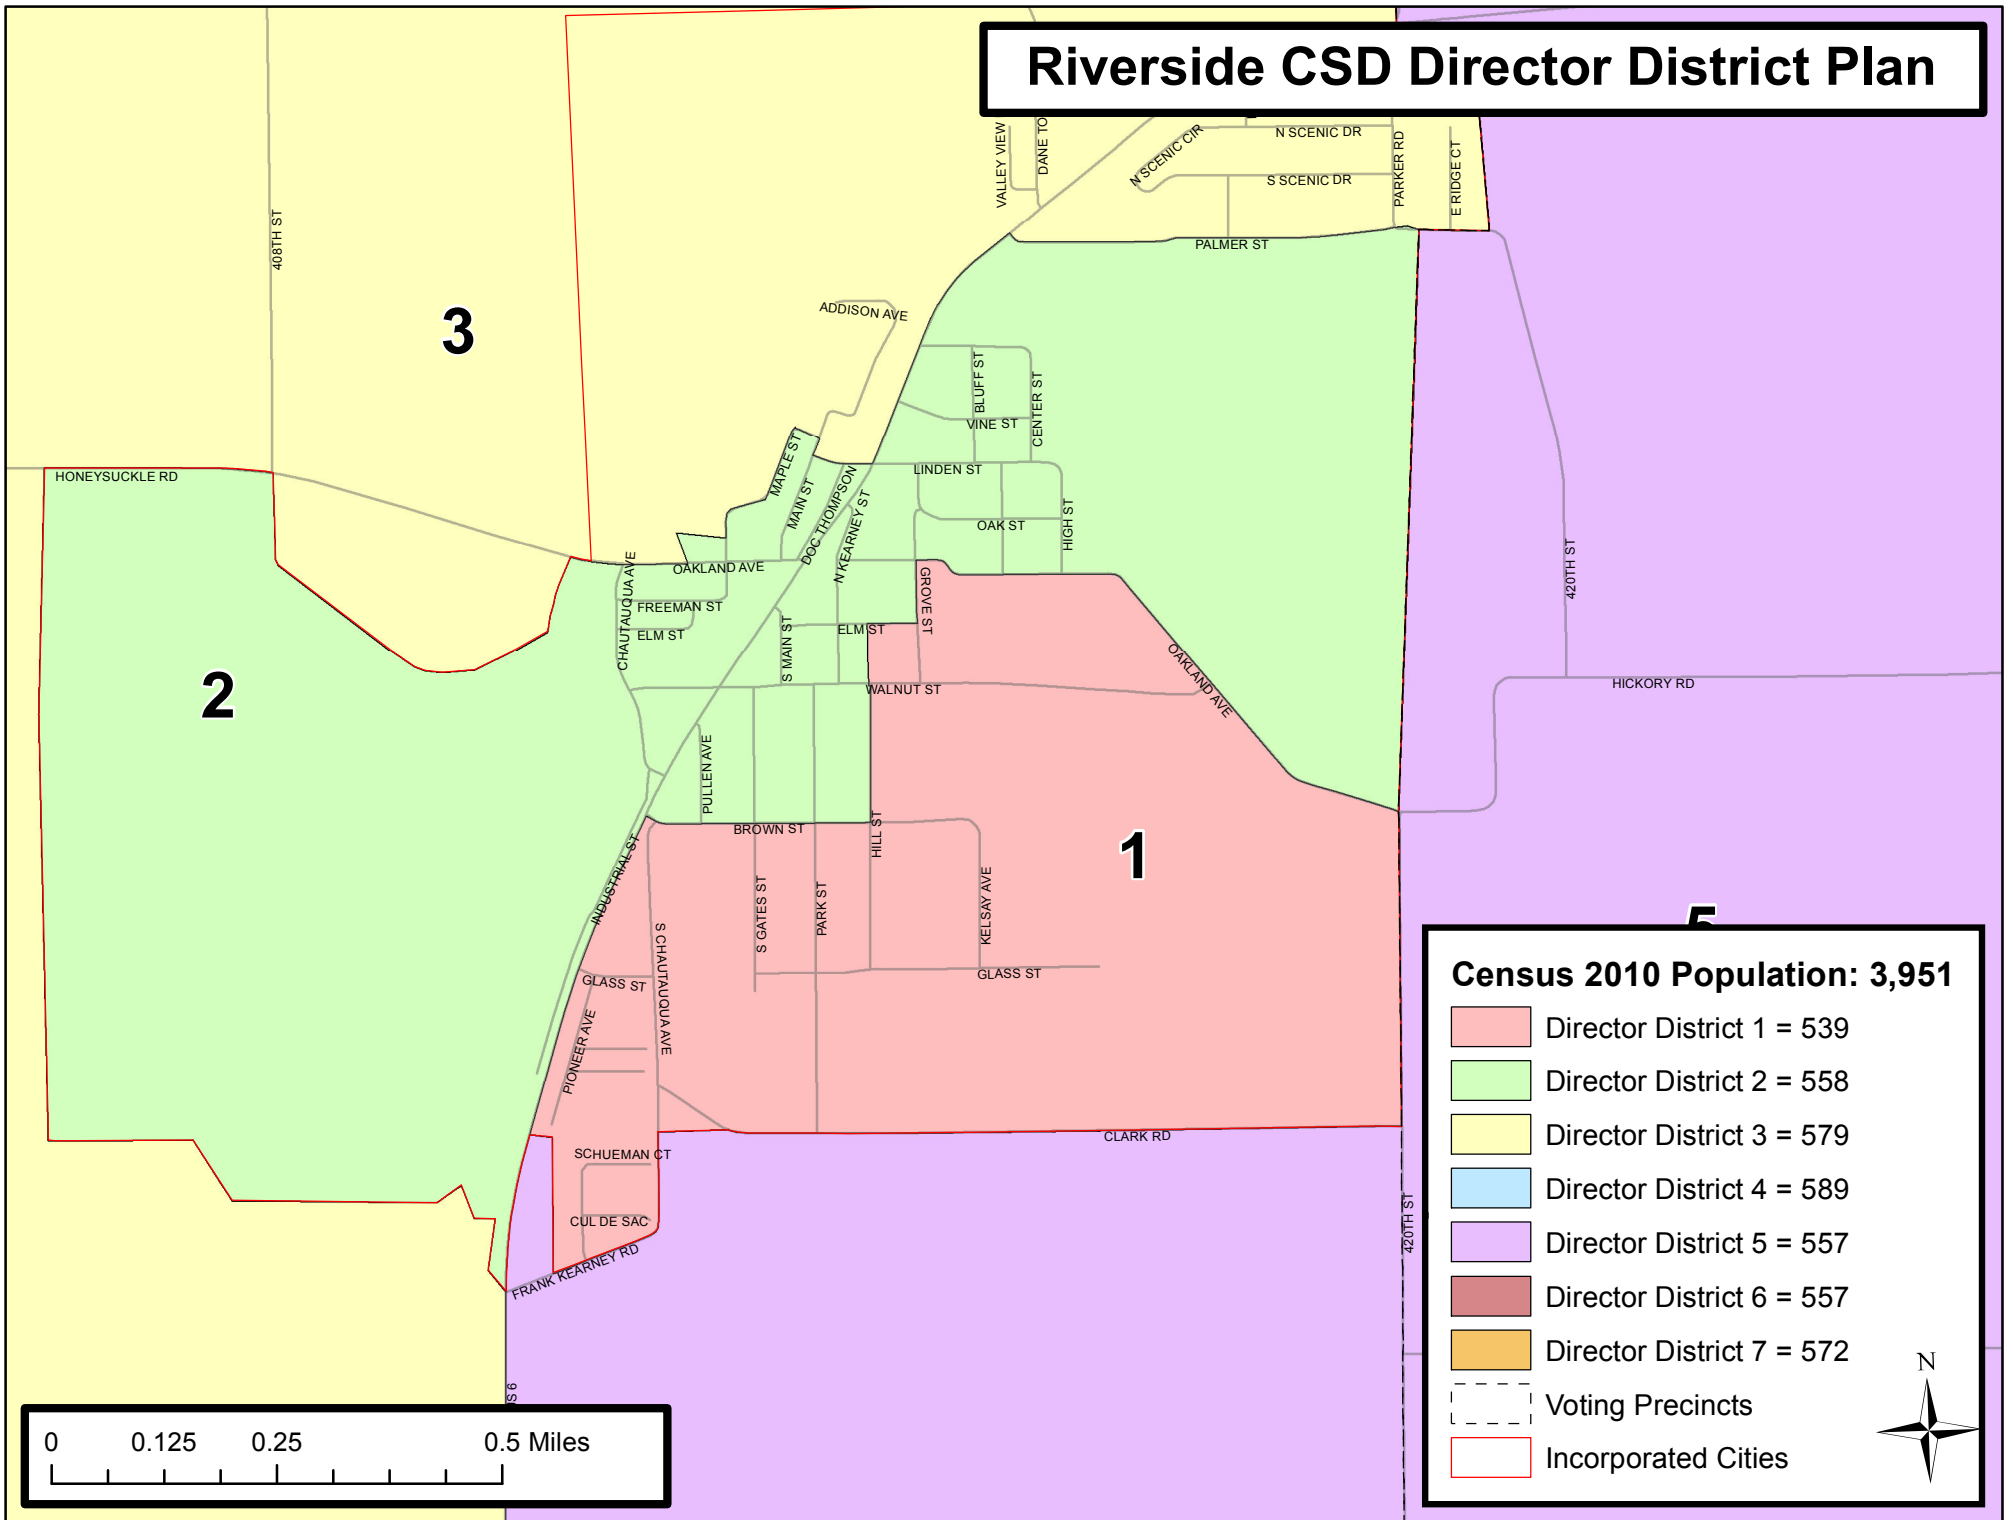 Riverside CSD Director District Plan
VALLEY VIEW
DANE TO
N SCENIC CIR
N SCENIC DR
S SCENIC DR
PARKER RD
E RIDGE CT
PALMER ST
408TH ST
3
ADDISON AVE
BLUFF ST
CENTER ST
VINE ST
LINDEN ST
MAPLE ST
MAIN ST
DOC THOMPSON
N KEARNEY ST
OAK ST
HIGH ST
HONEYSUCKLE RD
420TH ST
CHAUTAUQUA AVE
OAKLAND AVE
FREEMAN ST
ELM ST
S MAIN ST
ELM ST
GROVE ST
OAKLAND AVE
WALNUT ST
HICKORY RD
2
PULLEN AVE
BROWN ST
HILL ST
1
INDUSTRIAL ST
S GATES ST
PARK ST
KELSAY AVE
S CHAUTAUQUA AVE
GLASS ST
GLASS ST
PIONEER AVE
CLARK RD
SCHUEMAN CT
CUL DE SAC
FRANK KEARNEY RD
420TH ST
5
Census 2010 Population: 3,951
Director District 1 = 539
Director District 2 = 558
Director District 3 = 579
Director District 4 = 589
Director District 5 = 557
Director District 6 = 557
Director District 7 = 572
Voting Precincts
Incorporated Cities
N
0 0.125 0.25 0.5 Miles